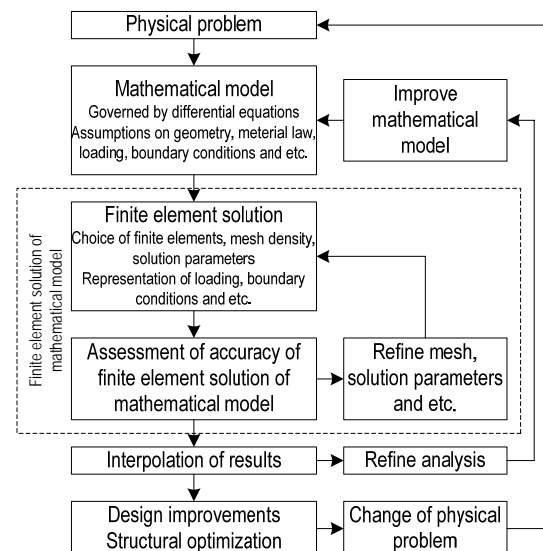 Physical problem
Mathematical model
Governed by differential equations
Assumptions on geometry, meterial law,
loading, boundary conditions and etc.
Improve
mathematical
model
Finite element solution of
mathematical model
Finite element solution
Choice of finite elements, mesh density,
solution parameters
Representation of loading, boundary
conditions and etc.
Assessment of accuracy of
finite element solution of
mathematical model
Refine mesh,
solution parameters
and etc.
Interpolation of results
Refine analysis
Design improvements
Structural optimization
Change of physical
problem